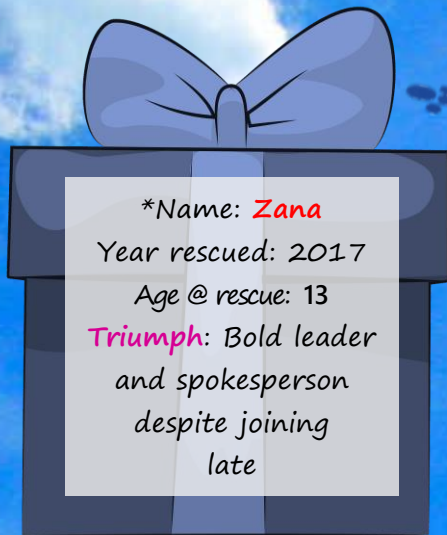 *Name: Zana
Year rescued: 2017
Age @ rescue: 13
Triumph: Bold leader
and spokesperson
despite joining
late